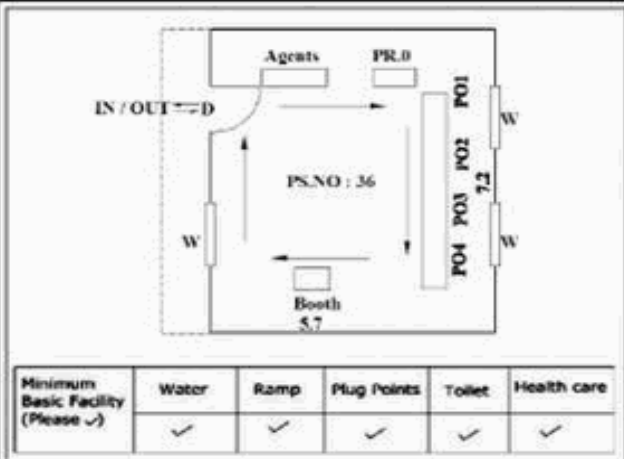 Agents PR.0
IN / OUT D
PO1
W
PO2
PS.NO : 36
7.2
PO3
W
W
PO4
Booth
5.7
Minimum Basic Facility (Please ✓) Water Ramp Plug Points Toilet Health care
✓ ✓ ✓ ✓ ✓